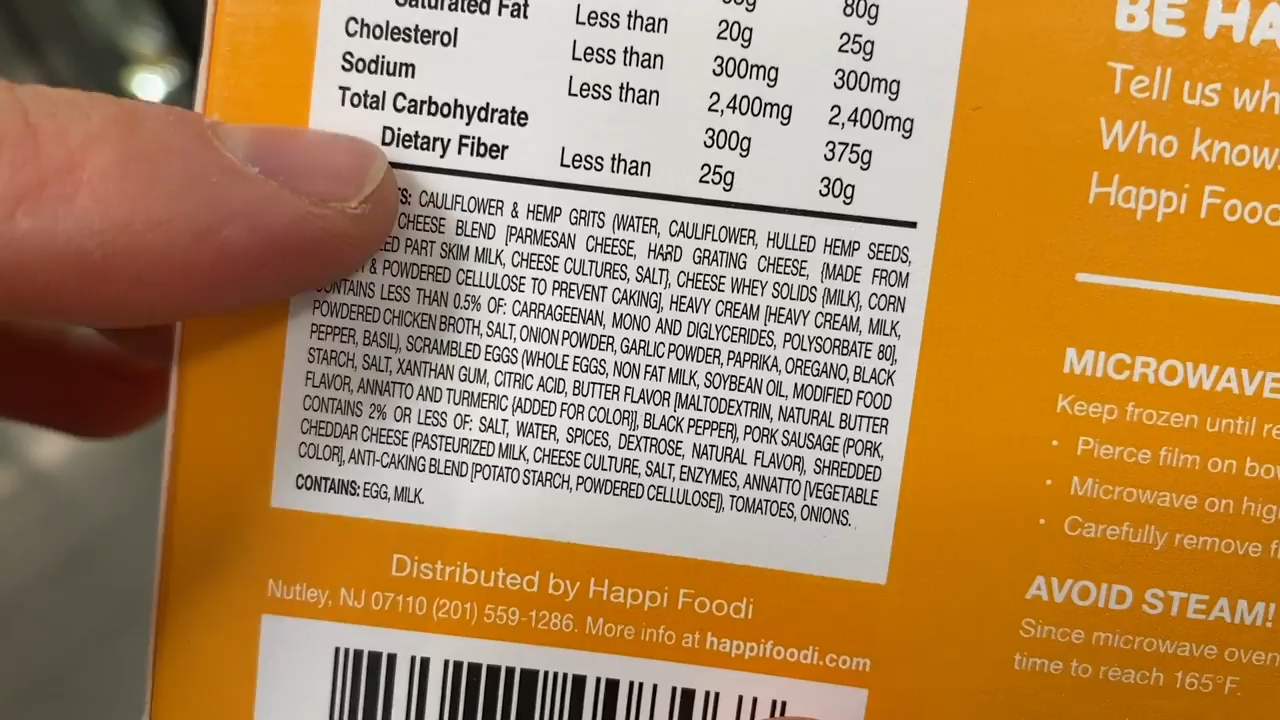 Saturated Fat Less than 20g 25g
80g
Cholesterol Less than 300mg 300mg
Sodium Less than 2,400mg 2,400mg
Total Carbohydrate 300g 375g
Dietary Fiber Less than 25g 30g
CAULIFLOWER & HEMP GRITS (WATER, CAULIFLOWER, HULLED HEMP SEEDS,
CHEESE BLEND [PARMESAN CHEESE, HARD GRATING CHEESE, {MADE FROM
PART SKIM MILK, CHEESE CULTURES, SALT}, CHEESE WHEY SOLIDS {MILK}, CORN
& POWDERED CELLULOSE TO PREVENT CAKING], HEAVY CREAM [HEAVY CREAM, MILK,
CONTAINS LESS THAN 0.5% OF: CARRAGEENAN, MONO AND DIGLYCERIDES, POLYSORBATE 80],
POWDERED CHICKEN BROTH, SALT, ONION POWDER, GARLIC POWDER, PAPRIKA, OREGANO, BLACK
PEPPER, BASIL), SCRAMBLED EGGS (WHOLE EGGS, NON FAT MILK, SOYBEAN OIL, MODIFIED FOOD
STARCH, SALT, XANTHAN GUM, CITRIC ACID, BUTTER FLAVOR [MALTODEXTRIN, NATURAL BUTTER
FLAVOR, ANNATTO AND TURMERIC {ADDED FOR COLOR}], BLACK PEPPER), PORK SAUSAGE (PORK,
CONTAINS 2% OR LESS OF: SALT, WATER, SPICES, DEXTROSE, NATURAL FLAVOR), SHREDDED
CHEDDAR CHEESE (PASTEURIZED MILK, CHEESE CULTURE, SALT, ENZYMES, ANNATTO [VEGETABLE
COLOR], ANTI-CAKING BLEND [POTATO STARCH, POWDERED CELLULOSE]), TOMATOES, ONIONS.
CONTAINS: EGG, MILK.
Distributed by Happi Foodi
Nutley, NJ 07110 (201) 559-1286. More info at happifoodi.com
BE
Tell us
Who
Happi
MICROWAVE
Keep frozen until
• Pierce film on
• Microwave on
• Carefully remove
AVOID STEAM!
Since microwave
time to reach 165°F.